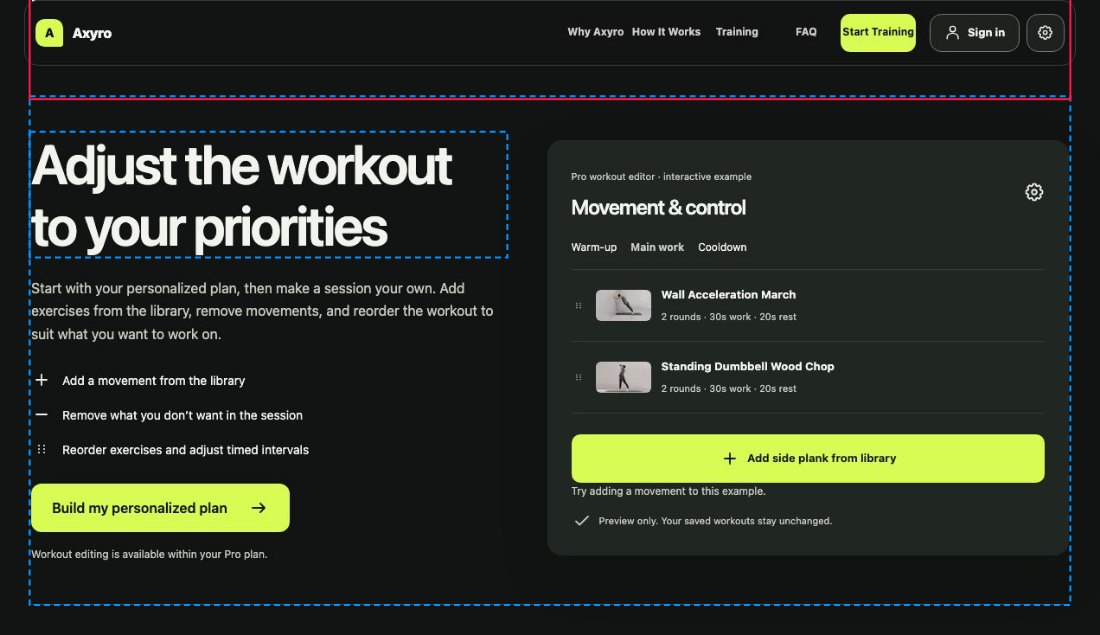 A Axyro
Why Axyro How It Works Training FAQ Start Training Sign in
Adjust the workout
to your priorities
Start with your personalized plan, then make a session your own. Add
exercises from the library, remove movements, and reorder the workout to
suit what you want to work on.
Add a movement from the library
Remove what you don’t want in the session
Reorder exercises and adjust timed intervals
Build my personalized plan
Workout editing is available within your Pro plan.
Pro workout editor · interactive example
Movement & control
Warm-up Main work Cooldown
Wall Acceleration March
2 rounds · 30s work · 20s rest
Standing Dumbbell Wood Chop
2 rounds · 30s work · 20s rest
Add side plank from library
Try adding a movement to this example.
Preview only. Your saved workouts stay unchanged.